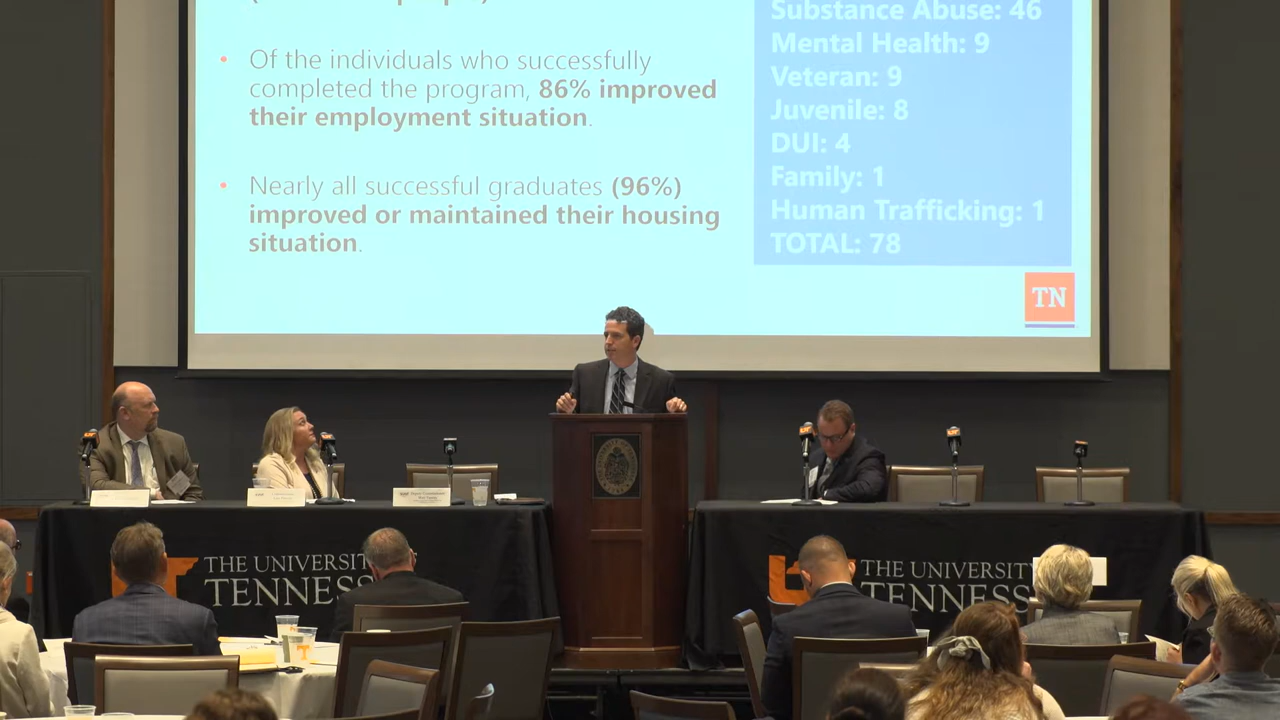 • Of the individuals who successfully
completed the program, 86% improved
their employment situation.
• Nearly all successful graduates (96%)
improved or maintained their housing
situation.
Substance Abuse: 46
Mental Health: 9
Veteran: 9
Juvenile: 8
DUI: 4
Family: 1
Human Trafficking: 1
TOTAL: 78
TN
THE UNIVERSITY
TENNESS
THE UNIVERSITY
TENNESS